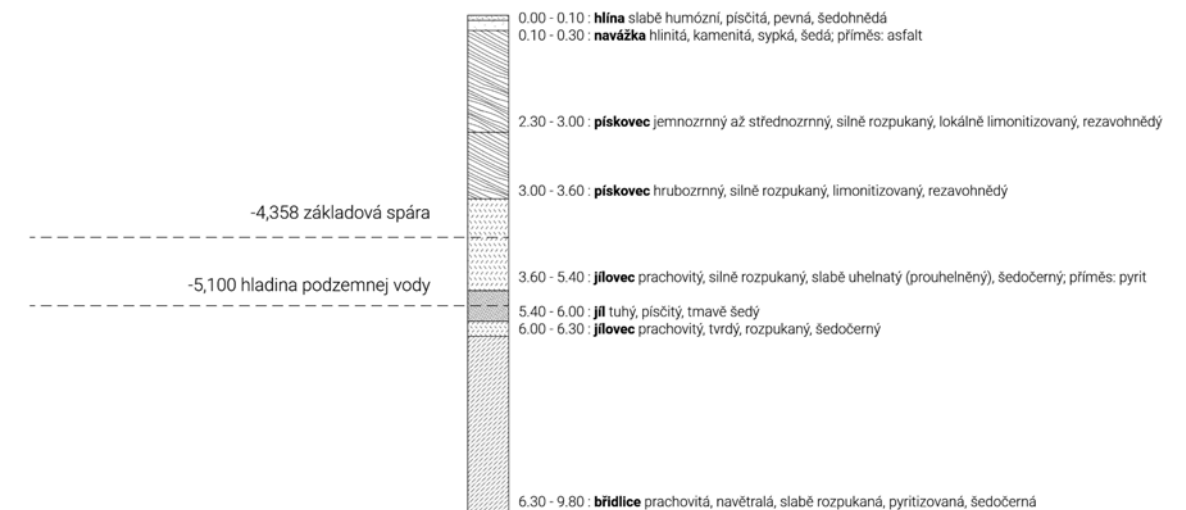 0.00 - 0.10 : hlína slabě humózní, písčitá, pevná, šedohnědá
0.10 - 0.30 : navážka hlinitá, kamenitá, sypká, šedá; příměs: asfalt
2.30 - 3.00 : pískovec jemnozrnný až střednozrnný, silně rozpukaný, lokálně limonitizovaný, rezavohnědý
3.00 - 3.60 : pískovec hrubozrnný, silně rozpukaný, limonitizovaný, rezavohnědý
-4,358 základová spára
3.60 - 5.40 : jílovec prachovitý, silně rozpukaný, slabě uhelnatý (prouhelněný), šedočerný; příměs: pyrit
-5,100 hladina podzemnej vody
5.40 - 6.00 : jíl tuhý, písčitý, tmavě šedý
6.00 - 6.30 : jílovec prachovitý, tvrdý, rozpukaný, šedočerný
6.30 - 9.80 : břidlice prachovitá, navětralá, slabě rozpukaná, pyritizovaná, šedočerná